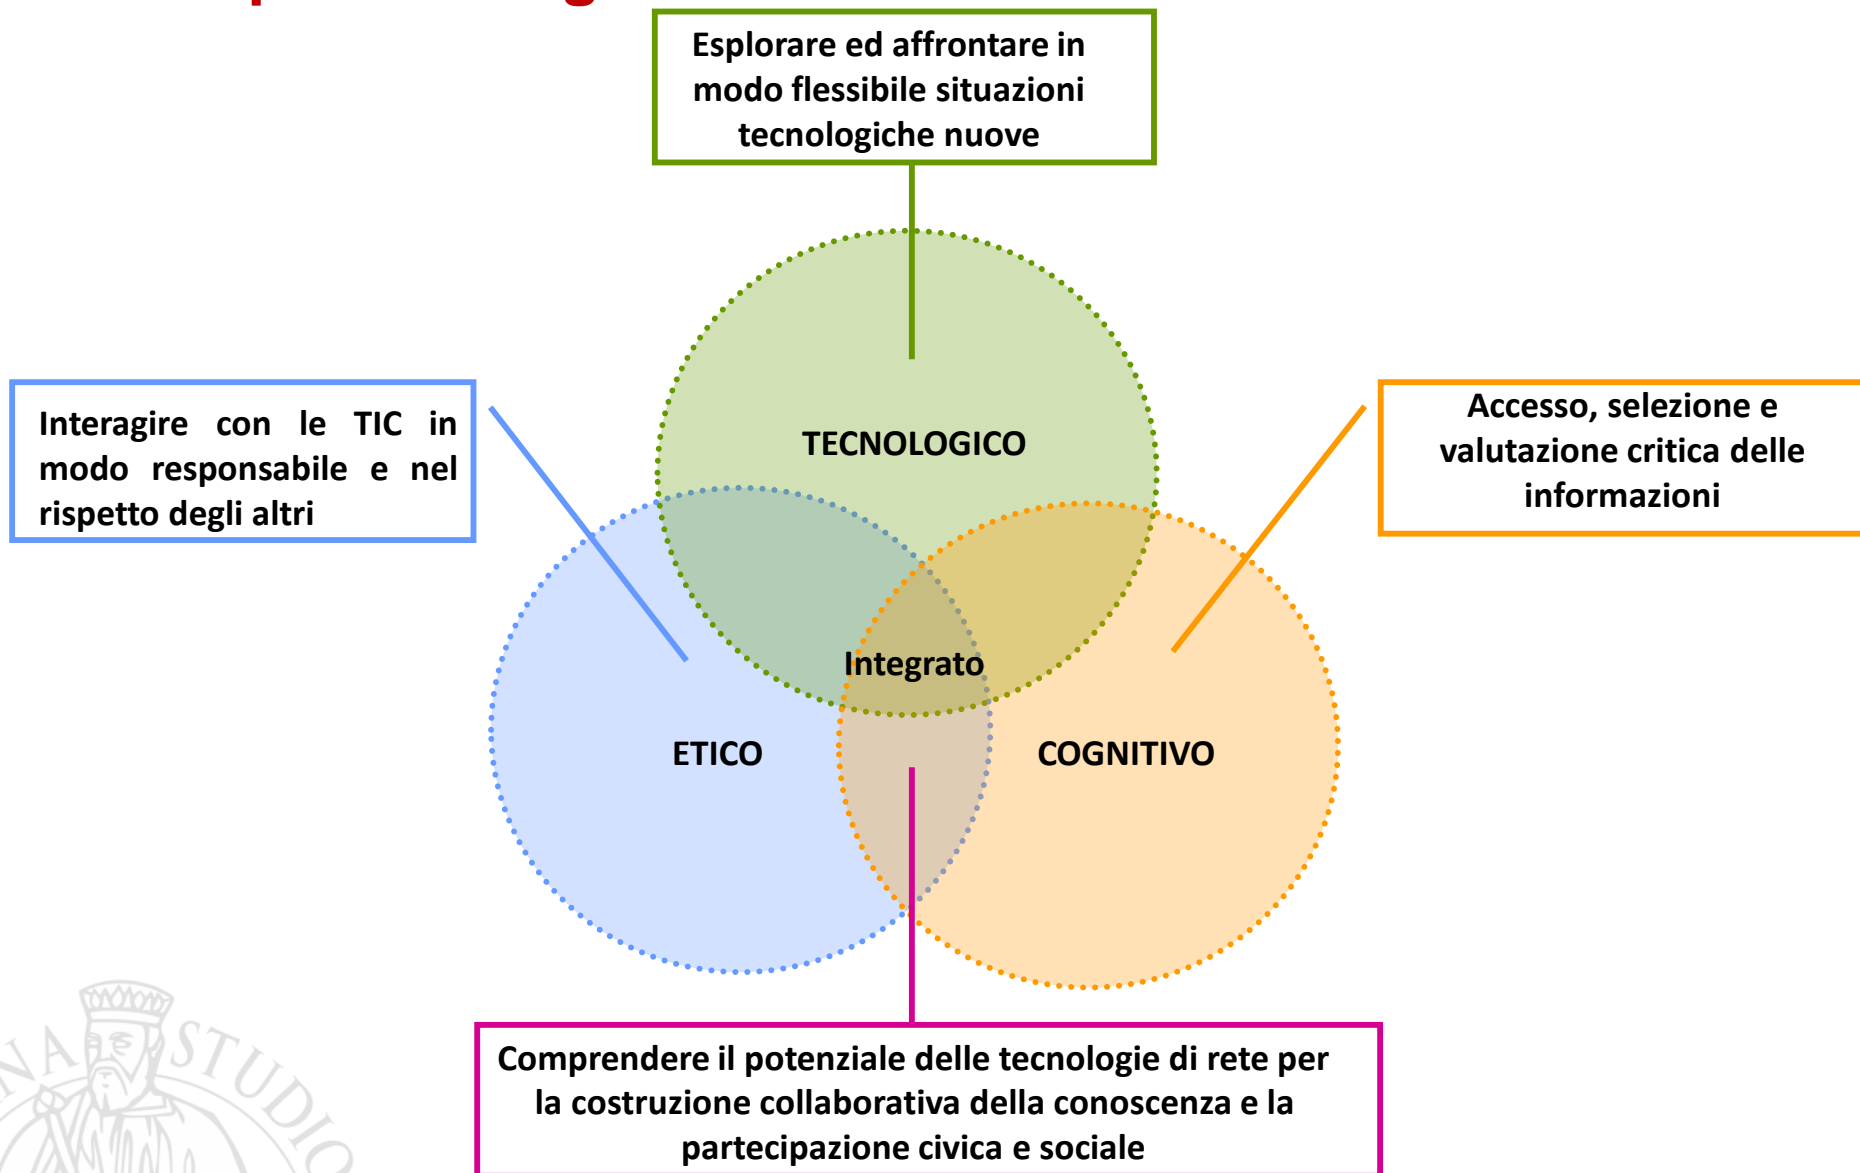 Esplorare ed affrontare in
modo flessibile situazioni
tecnologiche nuove
Interagire con le TIC in
modo responsabile e nel
rispetto degli altri
Accesso, selezione e
valutazione critica delle
informazioni
TECNOLOGICO
Integrato
ETICO
COGNITIVO
Comprendere il potenziale delle tecnologie di rete per
la costruzione collaborativa della conoscenza e la
partecipazione civica e sociale